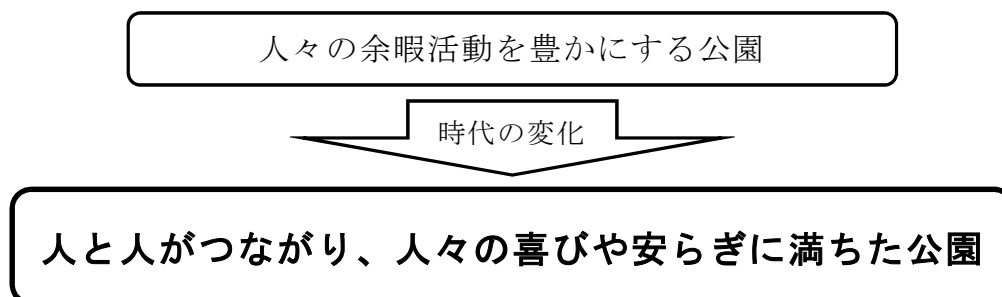 人々の余暇活動を豊かにする公園
時代の変化
人と人がつながり、人々の喜びや安らぎに満ちた公園